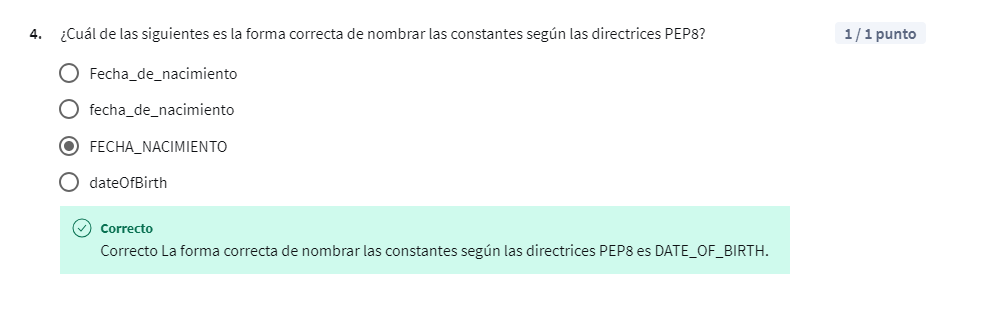 4. ¿Cuál de las siguientes es la forma correcta de nombrar las constantes según las directrices PEP8?
1 / 1 punto
Fecha_de_nacimiento
fecha_de_nacimiento
FECHA_NACIMIENTO
dateOfBirth
Correcto
Correcto La forma correcta de nombrar las constantes según las directrices PEP8 es DATE_OF_BIRTH.